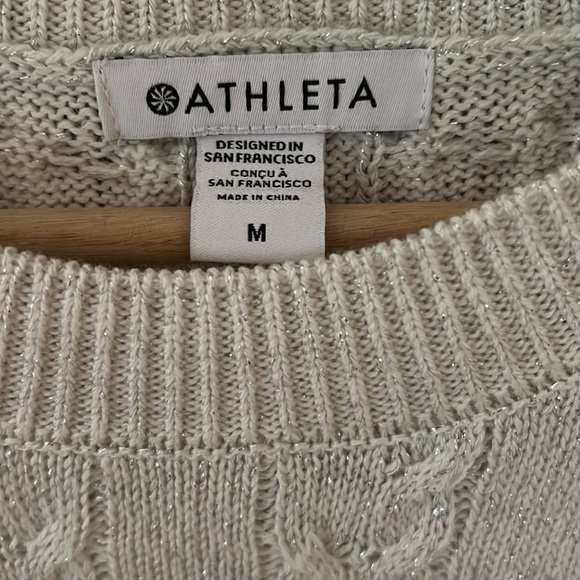 ATHLETA
DESIGNED IN
SAN FRANCISCO
CONÇU À
SAN FRANCISCO
MADE IN CHINA
M